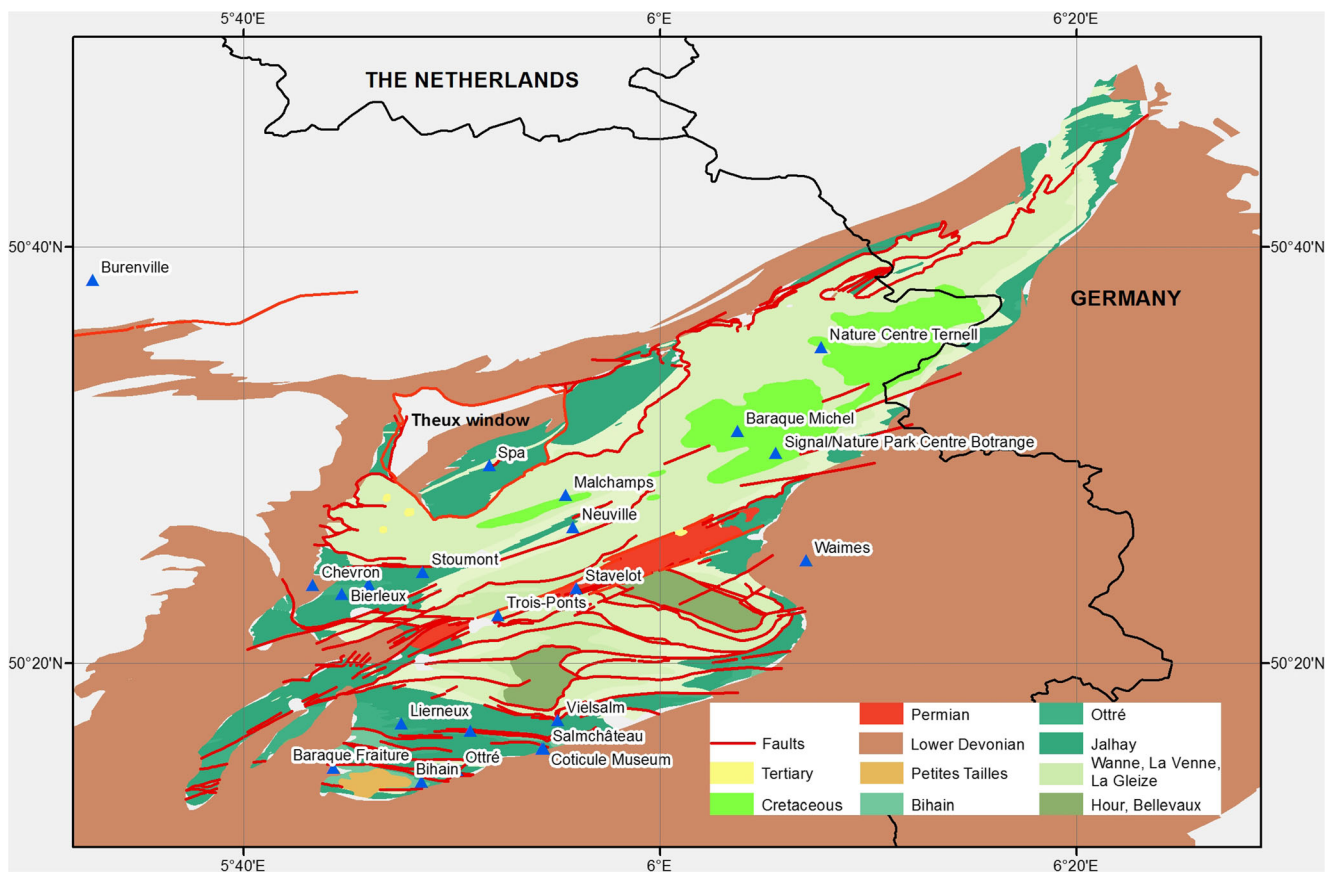 5°40'E
6°
6°20'E
THE NETHERLANDS
50°40'N
50°40'N
Burenville
GERMANY
Nature Centre Ternell
Baraque Michel
Theux window
Signal/Nature Park Centre Botrange
Spa
Malchamps
Neuville
Waimes
Stoumont
Chevron
Stavelot
Bierleux
Trois-Ponts
50°20'N
50°20'N
Lierneux
Vielsalm
Salmchâteau
Baraque Fraiture
Ottré
Coticule Museum
Bihain
Faults
Tertiary
Cretaceous
Permian
Lower Devonian
Petites Tailles
Bihain
Ottré
Jalhay
Wanne, La Venne,
La Gleize
Hour, Bellevaux
5°40'E
6°
6°20'E